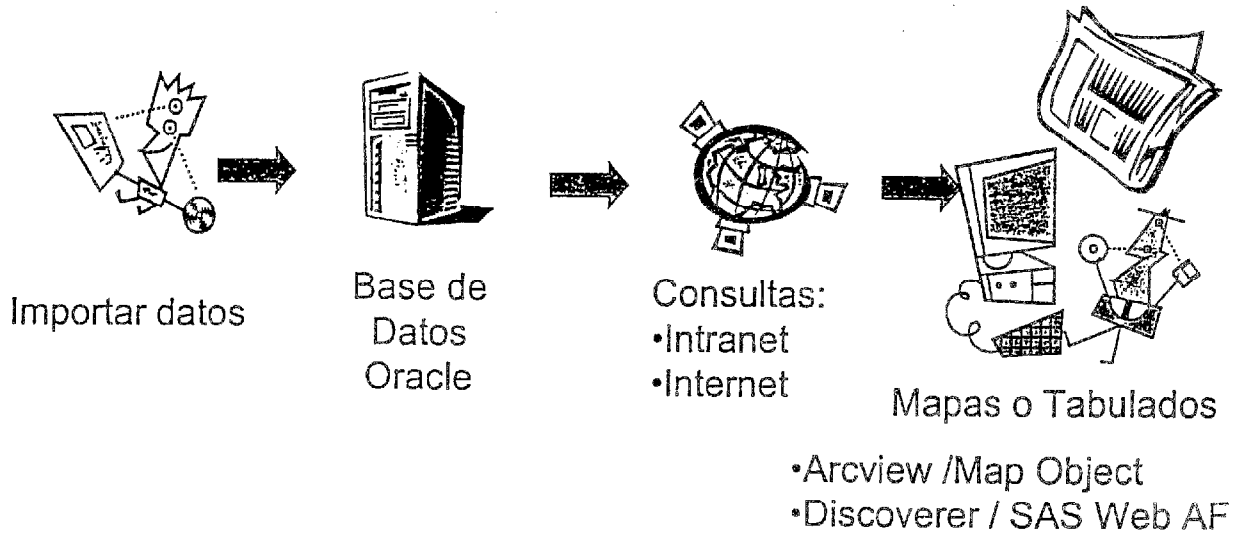 Importar datos
Base de
Datos
Oracle
Consultas:
•Intranet
•Internet
Mapas o Tabulados
•Arcview /Map Object
•Discoverer / SAS Web AF